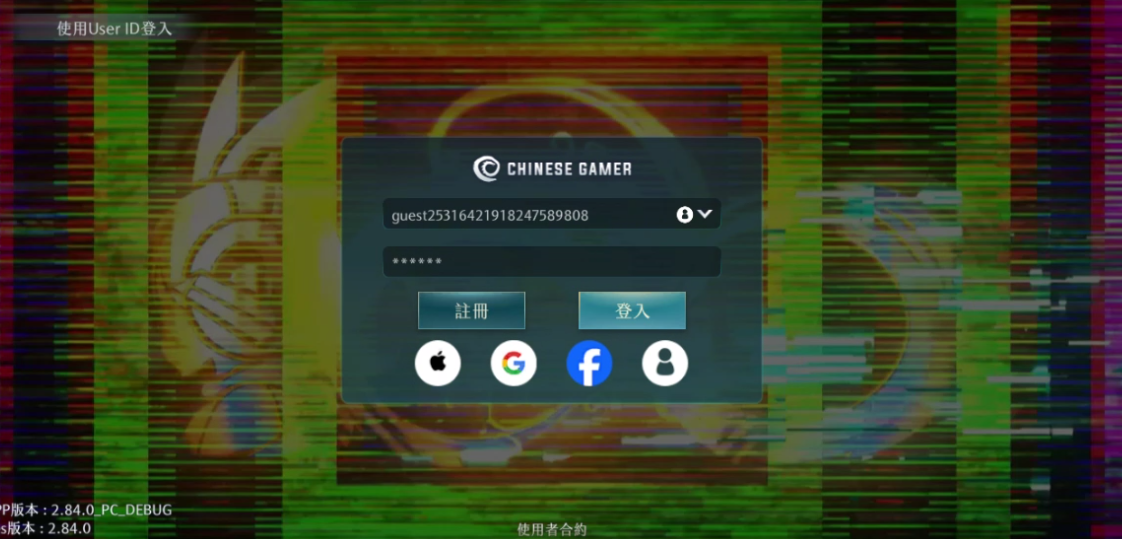 使用User ID登入
CHINESE GAMER
guest25316421918247589808
******
註冊
登入
P版本 : 2.84.0_PC_DEBUG
s版本 : 2.84.0
使用者合約